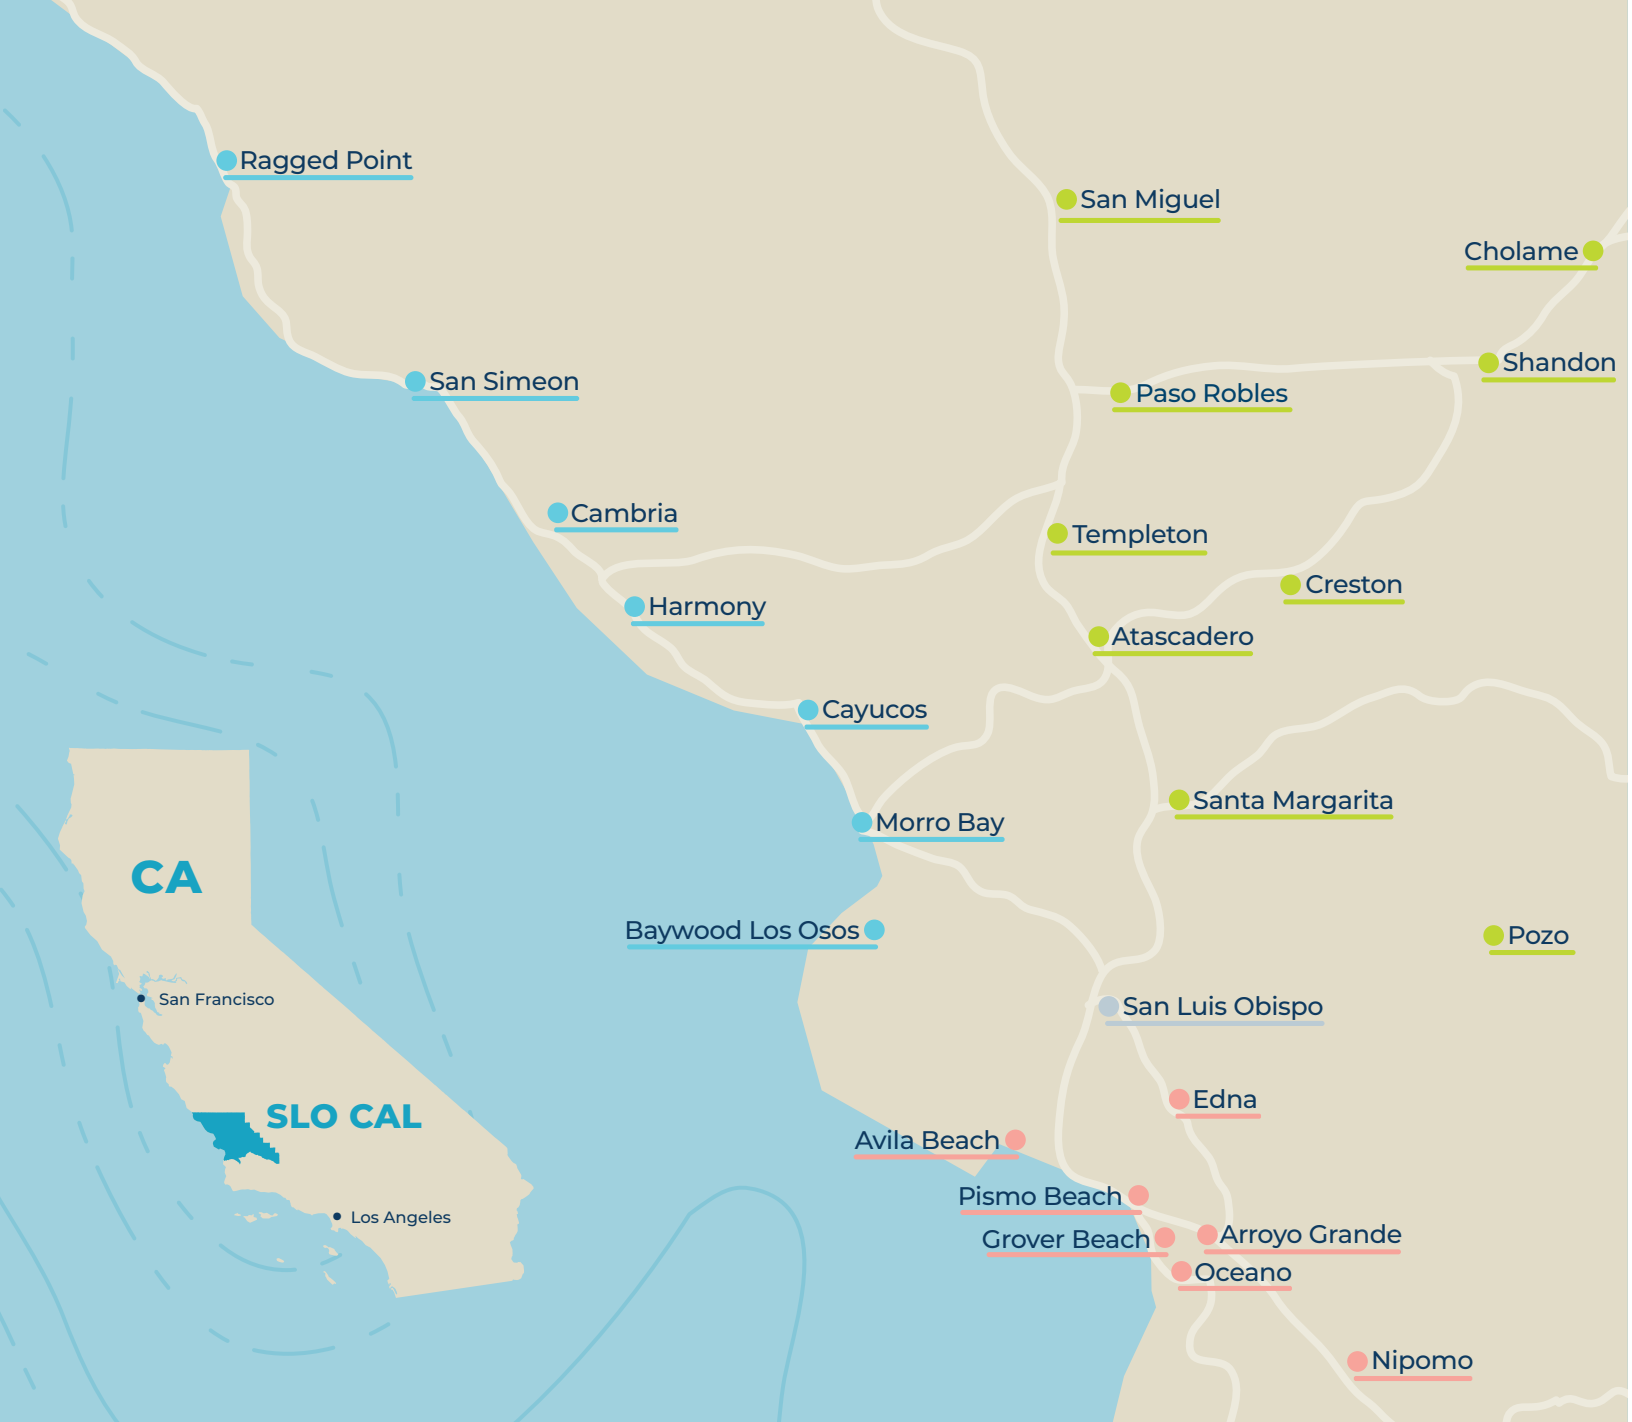 Ragged Point
San Miguel
Cholame
Shandon
San Simeon
Paso Robles
Cambria
Templeton
Creston
Harmony
Atascadero
Cayucos
Santa Margarita
Morro Bay
CA
Baywood Los Osos
Pozo
San Francisco
San Luis Obispo
Edna
SLO CAL
Avila Beach
Pismo Beach
Los Angeles
Arroyo Grande
Grover Beach
Oceano
Nipomo